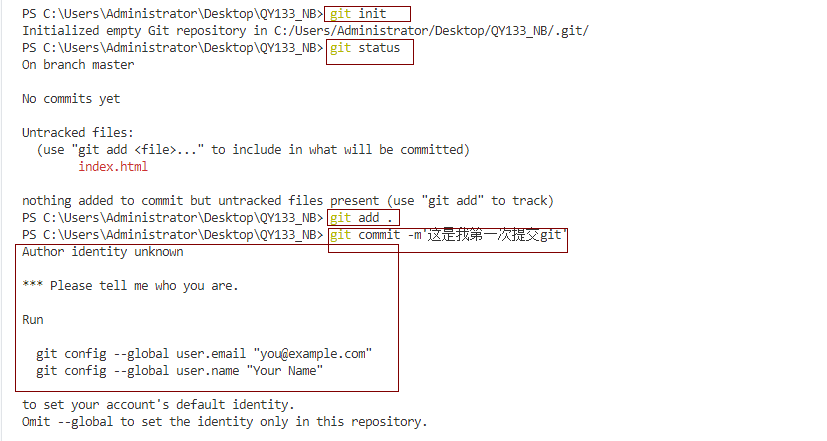 PS C:\Users\Administrator\Desktop\QY133_NB> git init
Initialized empty Git repository in C:/Users/Administrator/Desktop/QY133_NB/.git/
PS C:\Users\Administrator\Desktop\QY133_NB> git status
On branch master
No commits yet
Untracked files:
(use "git add <file>..." to include in what will be committed)
index.html
nothing added to commit but untracked files present (use "git add" to track)
PS C:\Users\Administrator\Desktop\QY133_NB> git add .
PS C:\Users\Administrator\Desktop\QY133_NB> git commit -m'这是我第一次提交git'
Author identity unknown
*** Please tell me who you are.
Run
git config --global user.email "you@example.com"
git config --global user.name "Your Name"
to set your account's default identity.
Omit --global to set the identity only in this repository.